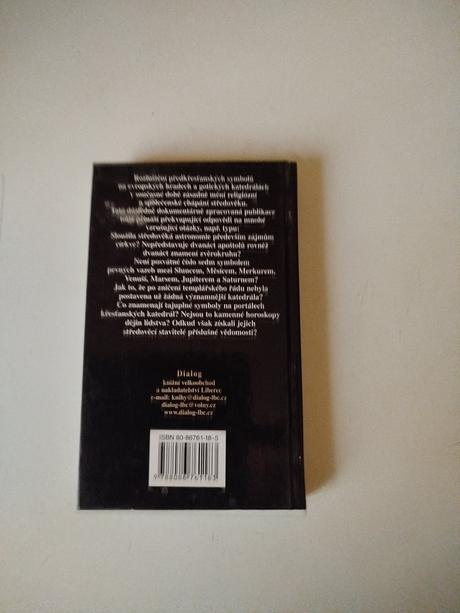 Rozluštění předkřesťanských symbolů
na evropských hradech a gotických katedrálách
v současné době zásadně mění religiózní
a společenské chápání středověku.
Tato důsledně dokumentárně zpracovaná publikace
totiž přináší překvapující odpovědi na mnohé
vzrušující otázky, např. typu:
Sloužila středověká astronomie především zájmům
církve? Nepředstavuje dvanáct apoštolů rovněž
dvanáct znamení zvěrokruhu?
Není posvátné číslo sedm symbolem
pevných vazeb mezi Sluncem, Měsícem, Merkurem,
Venuší, Marsem, Jupiterem a Saturnem?
Jak to, že po zničení templářského řádu nebyla
postavena už žádná významnější katedrála?
Co znamenají tajuplné symboly na portálech
křesťanských katedrál? Nejsou to kamenné horoskopy
dějin lidstva? Odkud však získali jejich
středověcí stavitelé příslušné vědomosti?
Dialog
knižní velkoobchod
a nakladatelství Liberec
e-mail: knihy@dialog-lbc.cz
dialog-lbc@volny.cz
www.dialog-lbc.cz
ISBN 80-86761-18-5
9 788086 761183